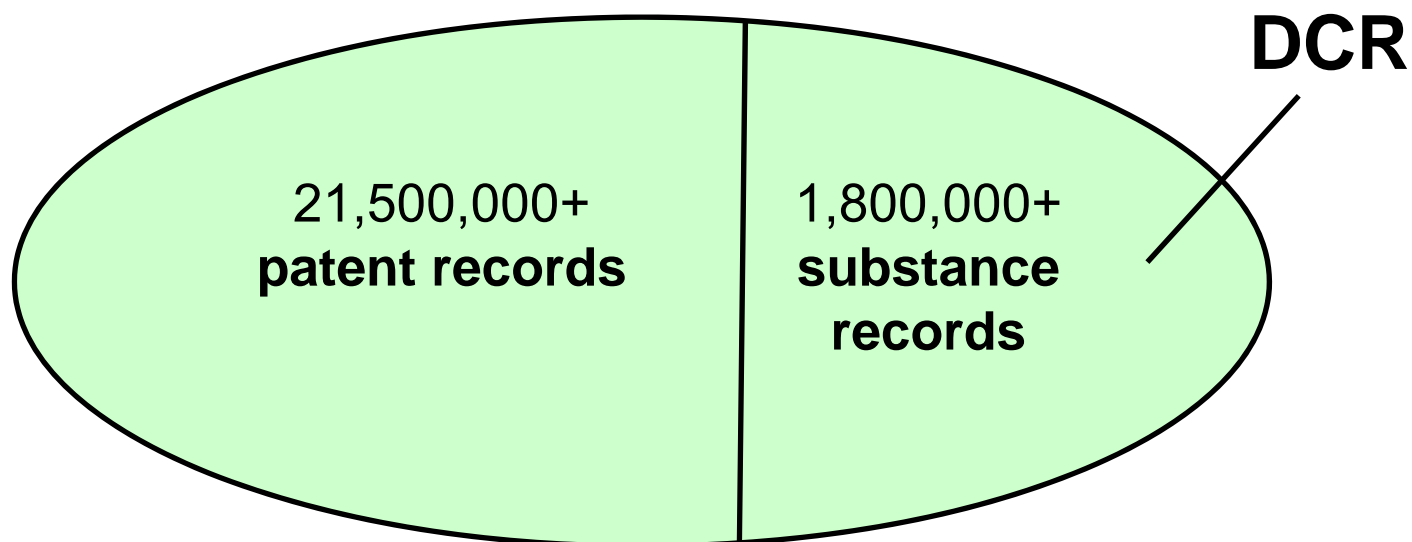 DCR
21,500,000+
patent records
1,800,000+
substance
records